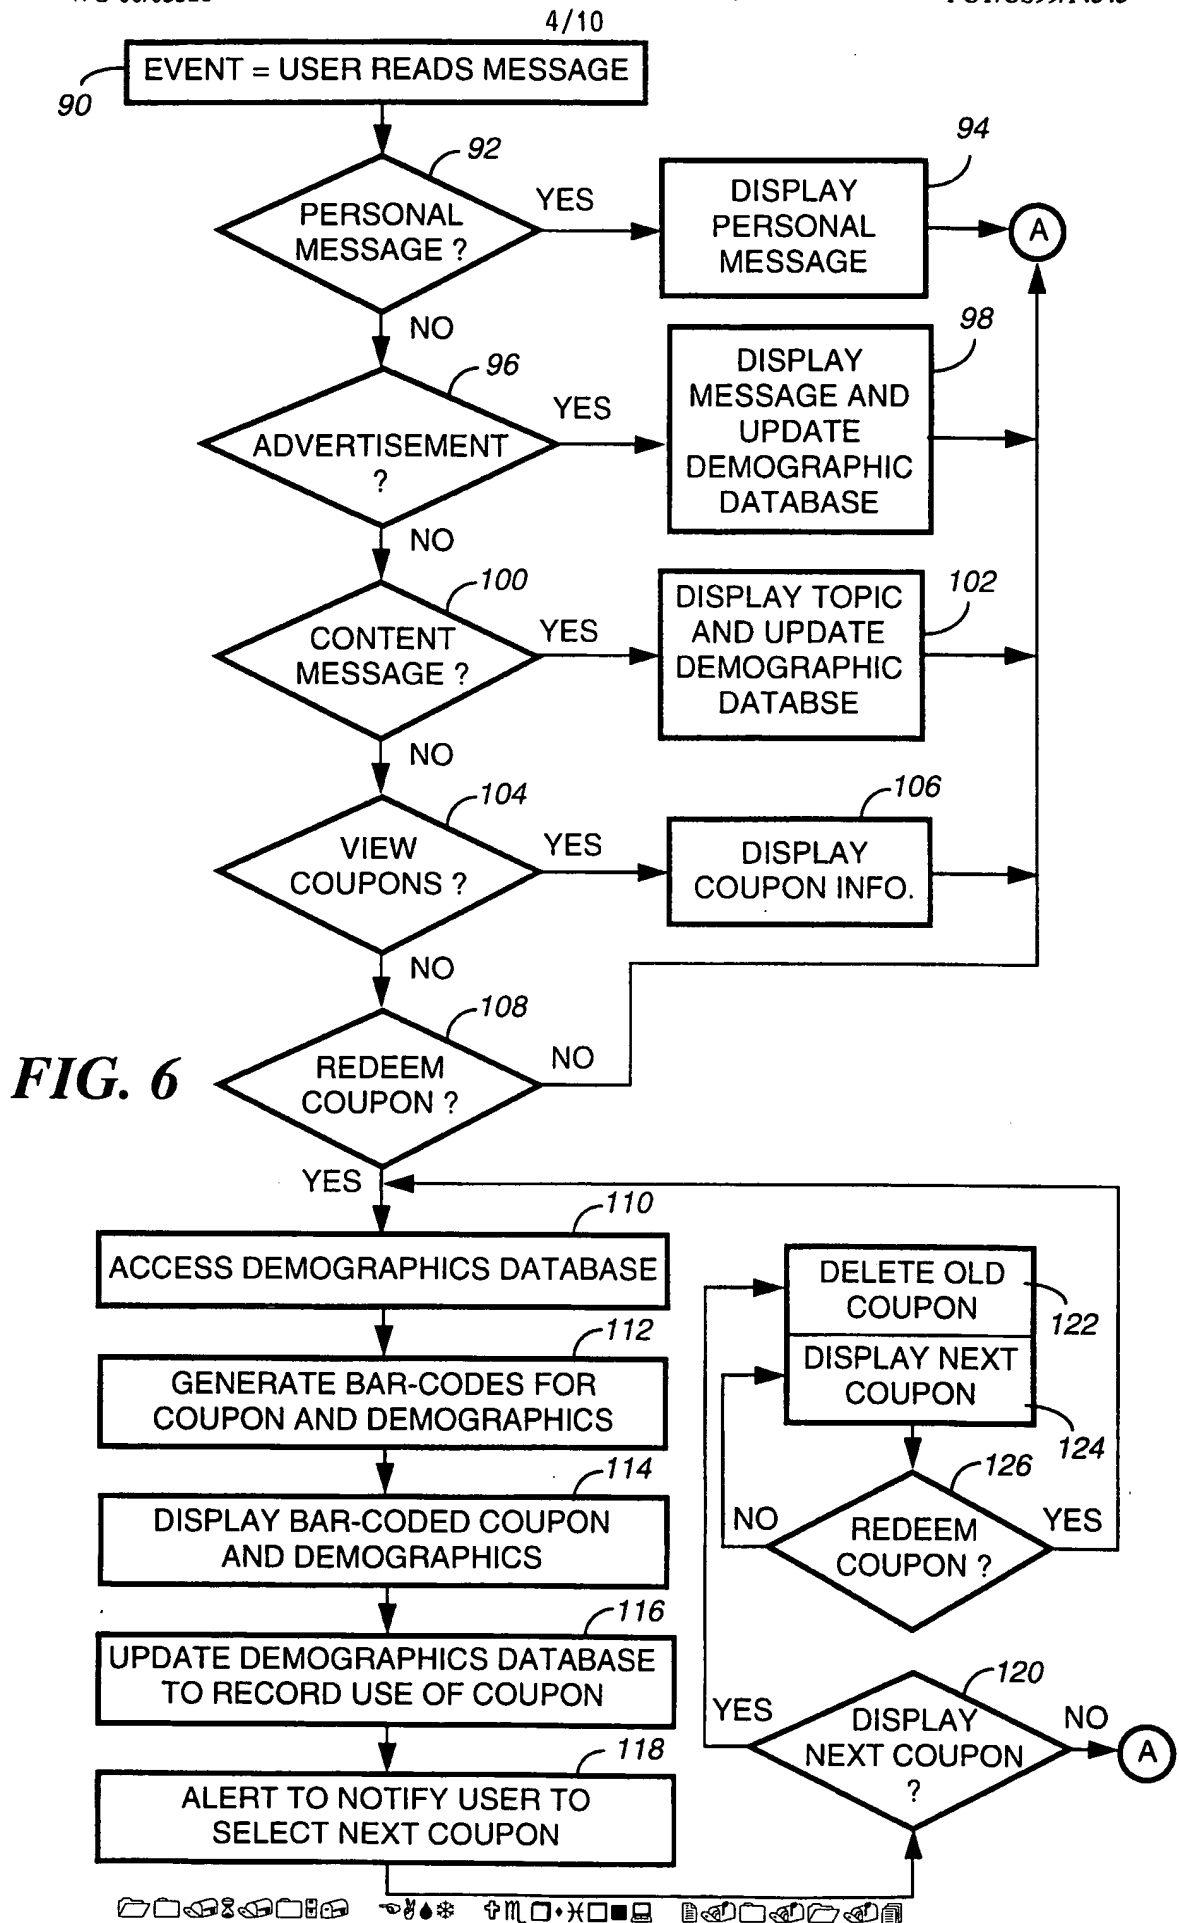 4/10
EVENT = USER READS MESSAGE
90
92
PERSONAL
MESSAGE ?
YES
94
DISPLAY
PERSONAL
MESSAGE
A
NO
96
ADVERTISEMENT
?
YES
98
DISPLAY
MESSAGE AND
UPDATE
DEMOGRAPHIC
DATABASE
NO
100
CONTENT
MESSAGE ?
YES
102
DISPLAY TOPIC
AND UPDATE
DEMOGRAPHIC
DATABSE
NO
104
VIEW
COUPONS ?
YES
106
DISPLAY
COUPON INFO.
NO
108
REDEEM
COUPON ?
NO
FIG. 6
YES
110
ACCESS DEMOGRAPHICS DATABASE
112
GENERATE BAR-CODES FOR
COUPON AND DEMOGRAPHICS
114
DISPLAY BAR-CODED COUPON
AND DEMOGRAPHICS
116
UPDATE DEMOGRAPHICS DATABASE
TO RECORD USE OF COUPON
118
ALERT TO NOTIFY USER TO
SELECT NEXT COUPON
DELETE OLD
COUPON
122
DISPLAY NEXT
COUPON
124
126
REDEEM
COUPON ?
NO
YES
120
DISPLAY
NEXT COUPON
?
YES
NO
A